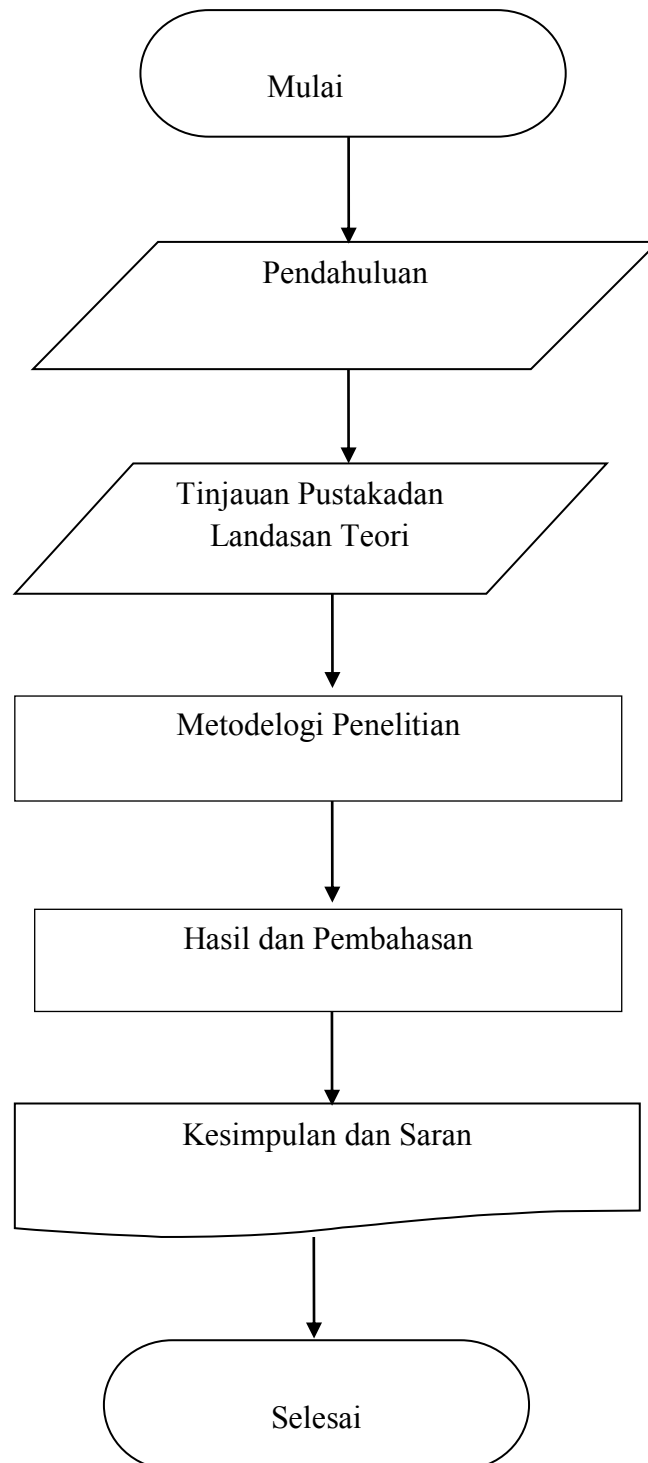 Mulai
Pendahuluan
Tinjauan Pustakadan
Landasan Teori
Metodelogi Penelitian
Hasil dan Pembahasan
Kesimpulan dan Saran
Selesai